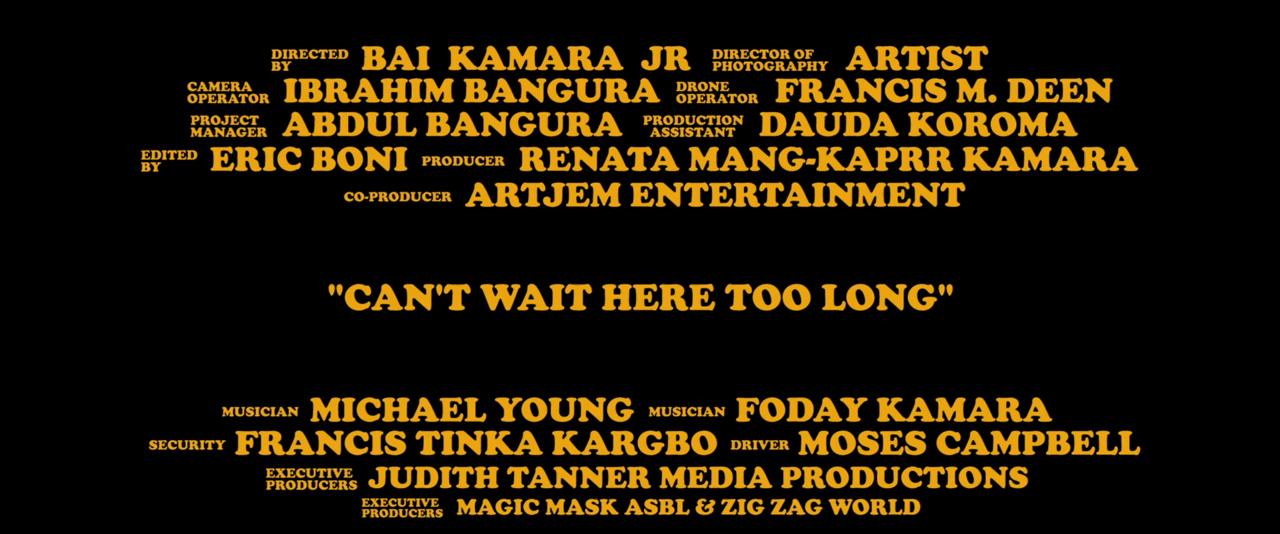 DIRECTED BY BAI KAMARA JR DIRECTOR OF PHOTOGRAPHY ARTIST
CAMERA OPERATOR IBRAHIM BANGURA DRONE OPERATOR FRANCIS M. DEEN
PROJECT MANAGER ABDUL BANGURA PRODUCTION ASSISTANT DAUDA KOROMA
EDITED BY ERIC BONI PRODUCER RENATA MANG-KAPRR KAMARA
CO-PRODUCER ARTJEM ENTERTAINMENT
"CAN'T WAIT HERE TOO LONG"
MUSICIAN MICHAEL YOUNG MUSICIAN FODAY KAMARA
SECURITY FRANCIS TINKA KARGBO DRIVER MOSES CAMPBELL
EXECUTIVE PRODUCERS JUDITH TANNER MEDIA PRODUCTIONS
EXECUTIVE PRODUCERS MAGIC MASK ASBL & ZIG ZAG WORLD